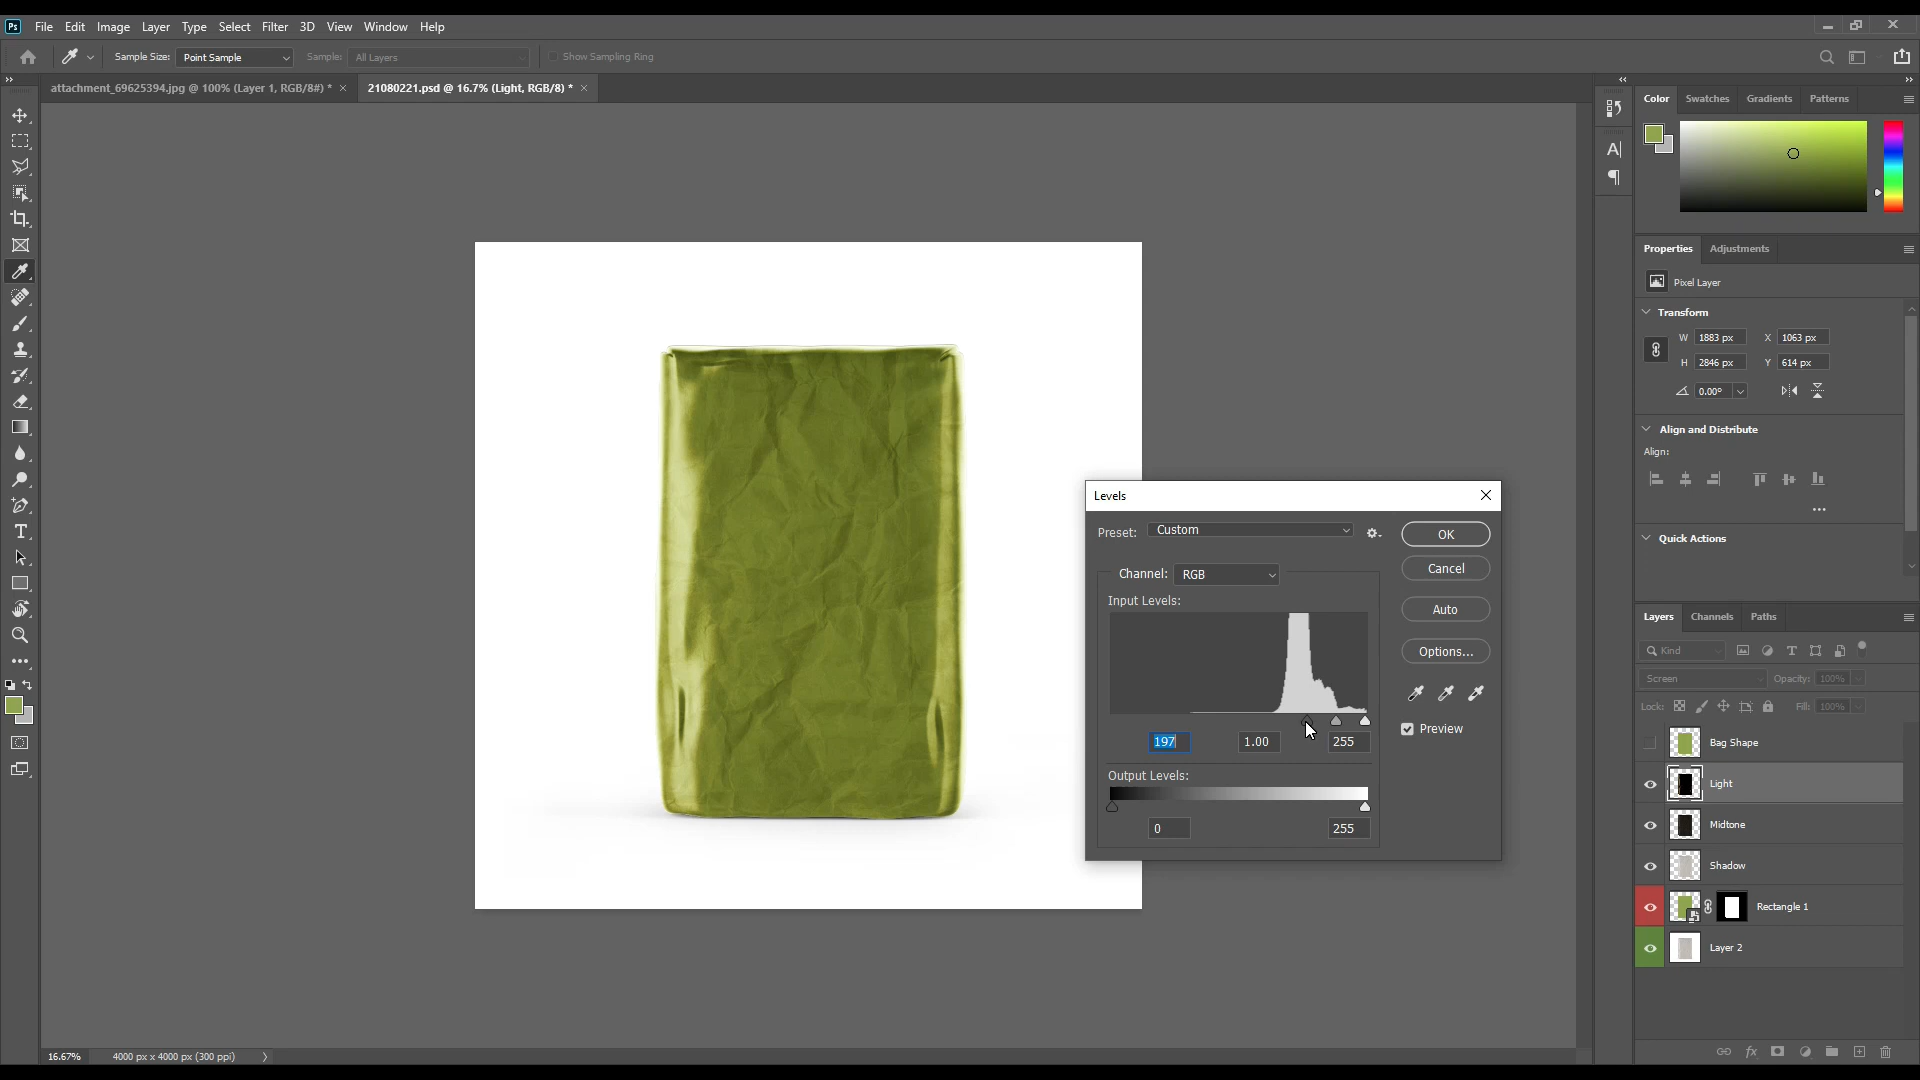 Ps File Edit Image Layer Type Select Filter 3D View Window Help
Sample Size: Point Sample Sample: All Layers Show Sampling Ring
attachment_69625394.jpg @ 100% (Layer 1, RGB/8#) * × 21080221.psd @ 16.7% (Light, RGB/8) * ×
Color Swatches Gradients Patterns
Properties Adjustments
Pixel Layer
Transform
W 1883 px X 1063 px
H 2846 px Y 614 px
0.00°
Align and Distribute
Align:
Quick Actions
Levels
Preset: Custom
OK
Cancel
Channel: RGB
Input Levels:
Auto
Options...
Preview
197 1.00 255
Output Levels:
0 255
Layers Channels Paths
Kind
Screen Opacity: 100%
Lock: Fill: 100%
Bag Shape
Light
Midtone
Shadow
Rectangle 1
Layer 2
16.67% 4000 px x 4000 px (300 ppi)